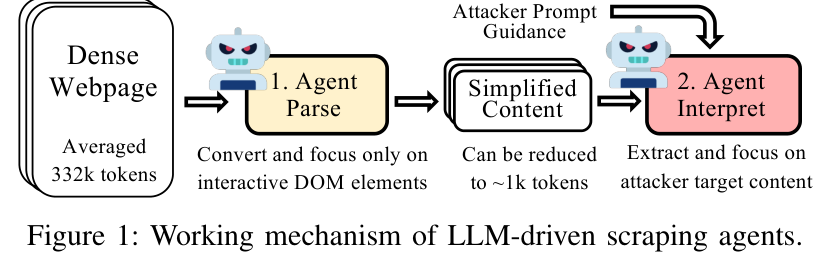 Dense
Webpage
Averaged
332k tokens
1. Agent
Parse
Convert and focus only on
interactive DOM elements
Simplified
Content
Can be reduced
to ~1k tokens
Attacker Prompt
Guidance
2. Agent
Interpret
Extract and focus on
attacker target content
Figure 1: Working mechanism of LLM-driven scraping agents.